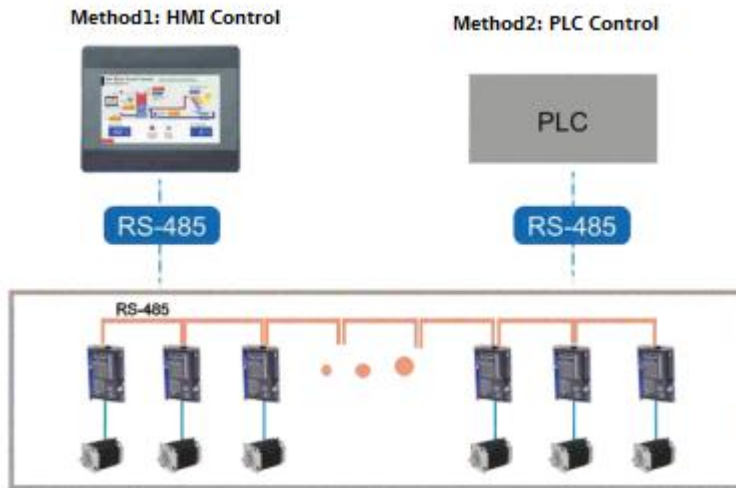 Method1: HMI Control
Method2: PLC Control
PLC
RS-485
RS-485
RS-485